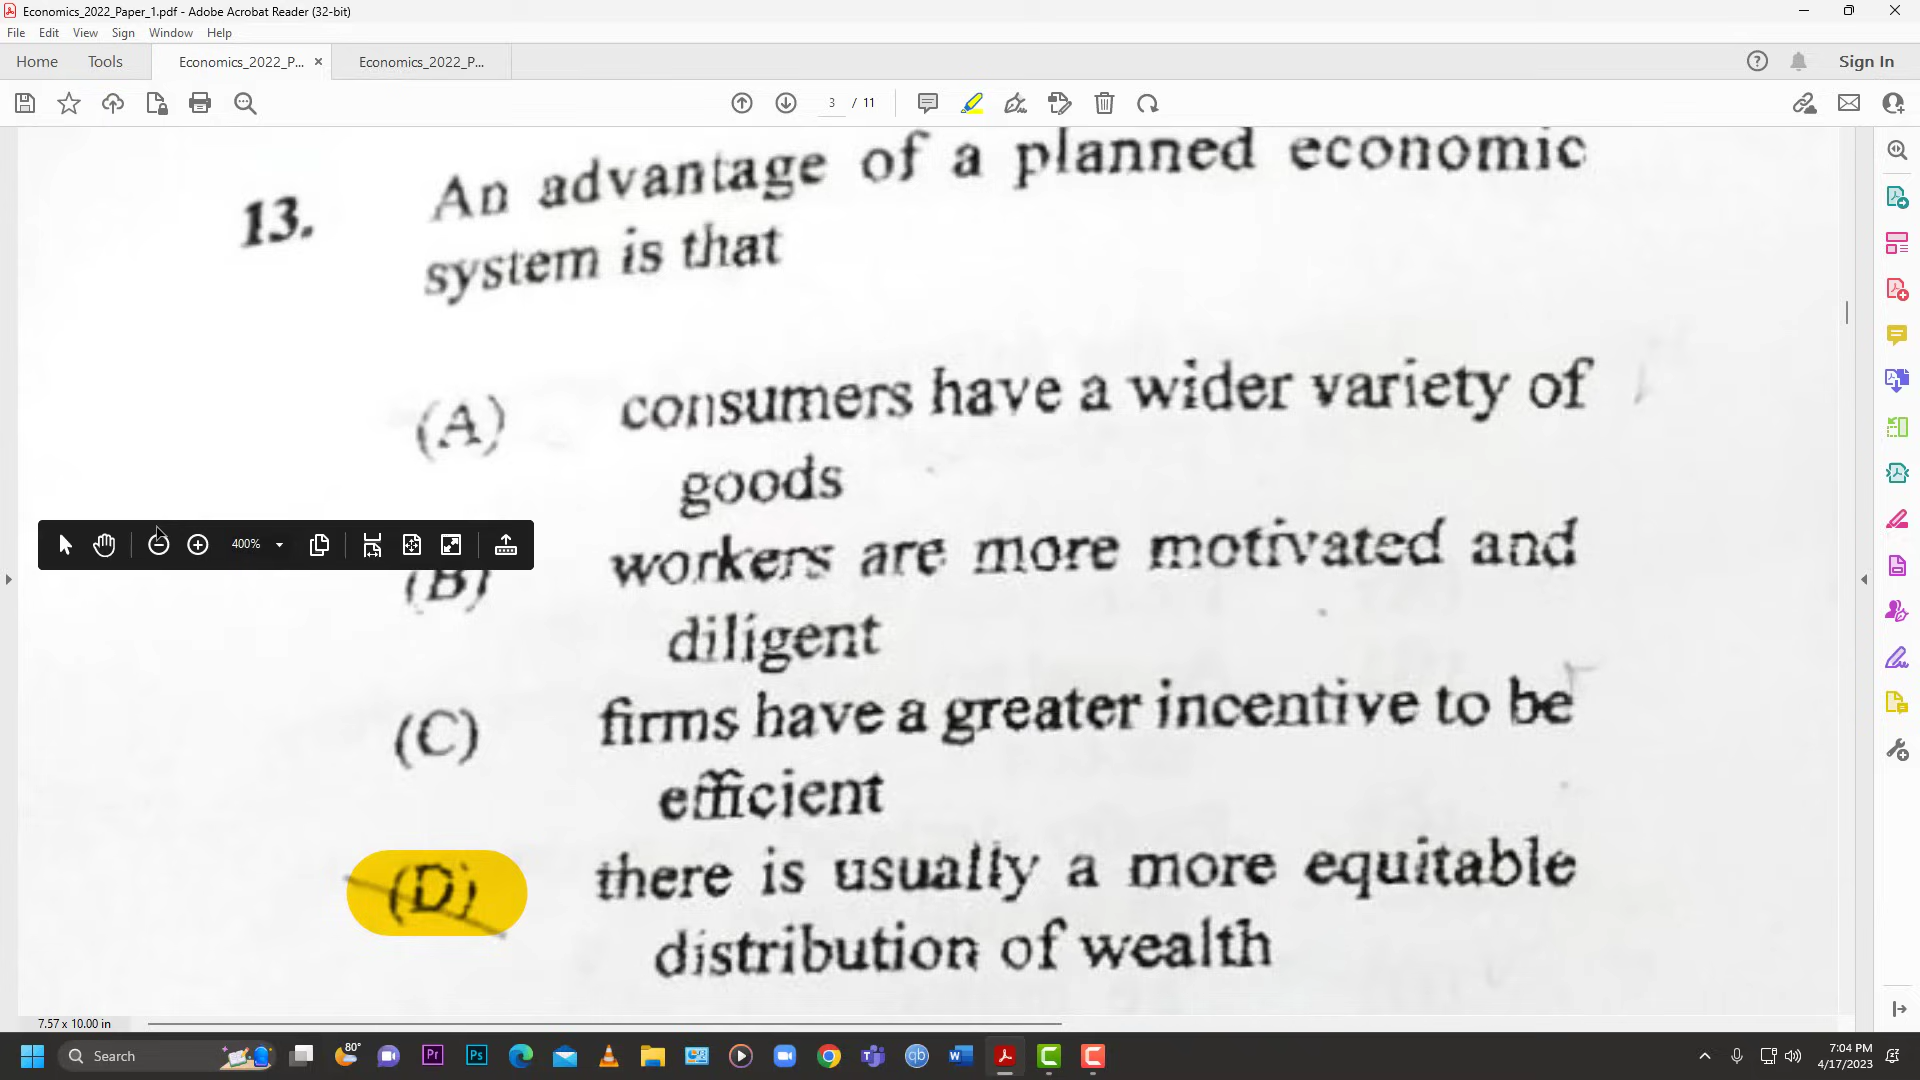 Economics_2022_Paper_1.pdf - Adobe Acrobat Reader (32-bit)
File Edit View Sign Window Help
Home Tools Economics_2022_P... × Economics_2022_P... Sign In
3 / 11
13. An advantage of a planned economic
system is that
(A) consumers have a wider variety of
goods
400%
(B) workers are more motivated and
diligent
(C) firms have a greater incentive to be
efficient
(D) there is usually a more equitable
distribution of wealth
7.57 x 10.00 in
Search 80° Pr Ps qb W 7:04 PM
4/17/2023